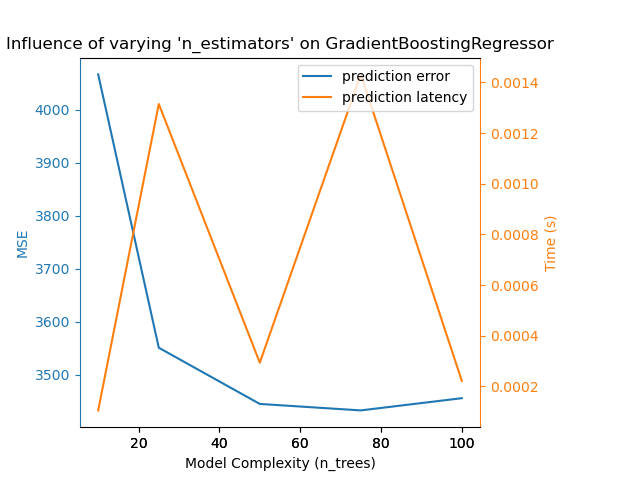 Influence of varying 'n_estimators' on GradientBoostingRegressor
prediction error
prediction latency
4000
3900
3800
3700
3600
3500
MSE
0.0014
0.0012
0.0010
0.0008
0.0006
0.0004
0.0002
Time (s)
20 40 60 80 100
Model Complexity (n_trees)